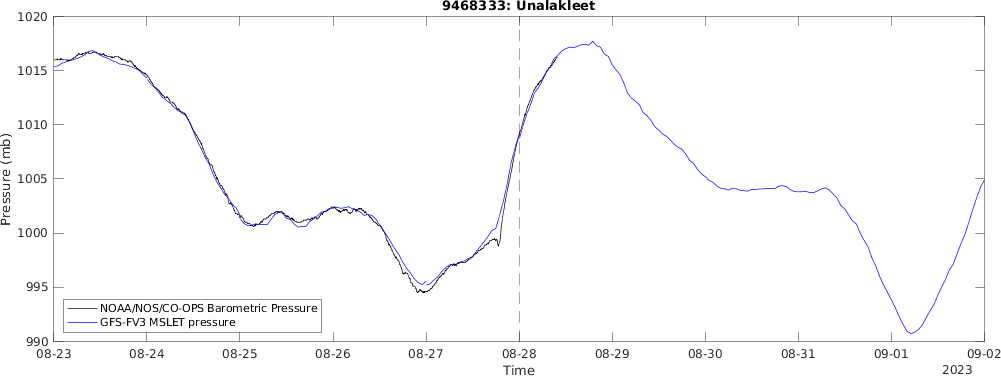 9468333: Unalakleet
1020
1015
1010
1005
1000
995
990
Pressure (mb)
NOAA/NOS/CO-OPS Barometric Pressure
GFS-FV3 MSLET pressure
08-23 08-24 08-25 08-26 08-27 08-28 08-29 08-30 08-31 09-01 09-02
Time
2023